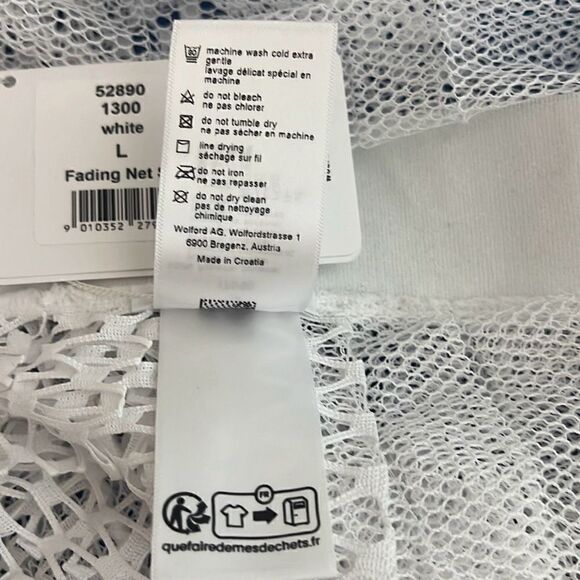 52890
1300
white
L
Fading Net
9 010352 279
machine wash cold extra
gentle
lavage délicat spécial en
machine
do not bleach
ne pas chlorer
do not tumble dry
ne pas sécher en machine
line drying
séchage sur fil
do not iron
ne pas repasser
do not dry clean
pas de nettoyage
chimique
Wolford AG, Wolfordstrasse 1
6900 Bregenz, Austria
Made in Croatia
FR
quefairedemesdechets.fr